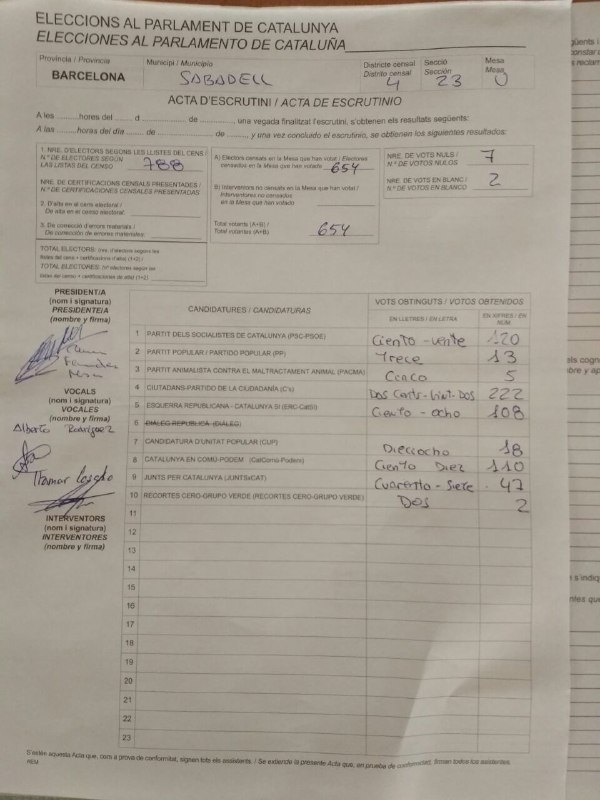 ELECCIONS AL PARLAMENT DE CATALUNYA
ELECCIONES AL PARLAMENTO DE CATALUÑA
Província / Provincia
BARCELONA
Municipi / Municipio
SABADELL
Districte censal
Distrito censal
4
Secció
Sección
23
Mesa
Mesa
U
ACTA D'ESCRUTINI / ACTA DE ESCRUTINIO
A les ........hores del ..... d ........ de ..........., una vegada finalitzat l'escrutini, s'obtenen els resultats següents:
A las ........horas del día ....... de ........ de ........, y una vez concluido el escrutinio, se obtienen los siguientes resultados:
1. NRE. D'ELECTORS SEGONS LES LLISTES DEL CENS /
N.º DE ELECTORES SEGÚN
LAS LISTAS DEL CENSO
788
NRE. DE CERTIFICACIONS CENSALS PRESENTADES /
N.º DE CERTIFICACIONES CENSALES PRESENTADAS
2. D'alta en el cens electoral /
De alta en el censo electoral:
3. De correcció d'errors materials /
De corrección de errores materiales:
TOTAL ELECTORS: (nre. d'electors segons les
llistes del cens + certificacions d'alta) (1+2) /
TOTAL ELECTORES: (Nº electores según las
listas del censo + certificaciones de alta) (1+2)
A) Electors censats en la Mesa que han votat / Electores
censados en la Mesa que han votado
654
B) Interventors no censats en la Mesa que han votat /
Interventores no censados
en la Mesa que han votado
Total votants (A+B) /
Total votantes (A+B)
654
NRE. DE VOTS NULS /
N.º DE VOTOS NULOS
7
NRE. DE VOTS EN BLANC /
N.º DE VOTOS EN BLANCO
2
PRESIDENT/A
(nom i signatura)
PRESIDENTE/A
(nombre y firma)
VOCALS
(nom i signatura)
VOCALES
(nombre y firma)
Alberto Rodríguez
INTERVENTORS
(nom i signatura)
INTERVENTORES
(nombre y firma)
CANDIDATURES / CANDIDATURAS
VOTS OBTINGUTS / VOTOS OBTENIDOS
EN LLETRES / EN LETRA
EN XIFRES / EN NÚM
1 PARTIT DELS SOCIALISTES DE CATALUNYA (PSC-PSOE) Ciento - veinte 120
2 PARTIT POPULAR / PARTIDO POPULAR (PP) Trece 13
3 PARTIT ANIMALISTA CONTRA EL MALTRACTAMENT ANIMAL (PACMA) Cinco 5
4 CIUTADANS-PARTIDO DE LA CIUDADANÍA (C's) 222
5 ESQUERRA REPUBLICANA - CATALUNYA SÍ (ERC-CatSí) Ciento - ocho 108
6 DIÀLEG REPÚBLICA (DIÀLEG)
7 CANDIDATURA D'UNITAT POPULAR (CUP) Dieciocho 18
8 CATALUNYA EN COMÚ-PODEM (CatComú-Podem) Ciento Diez 110
9 JUNTS PER CATALUNYA (JUNTSxCAT) Cuarenta - Siete 47
10 RECORTES CERO-GRUPO VERDE (RECORTES CERO-GRUPO VERDE) Dos 2
11
12
13
14
15
16
17
18
19
20
21
22
23
S'estén aquesta Acta que, com a prova de conformitat, signen tots els assistents. / Se extiende la presente Acta que, en prueba de conformidad, firman todos los asistentes.